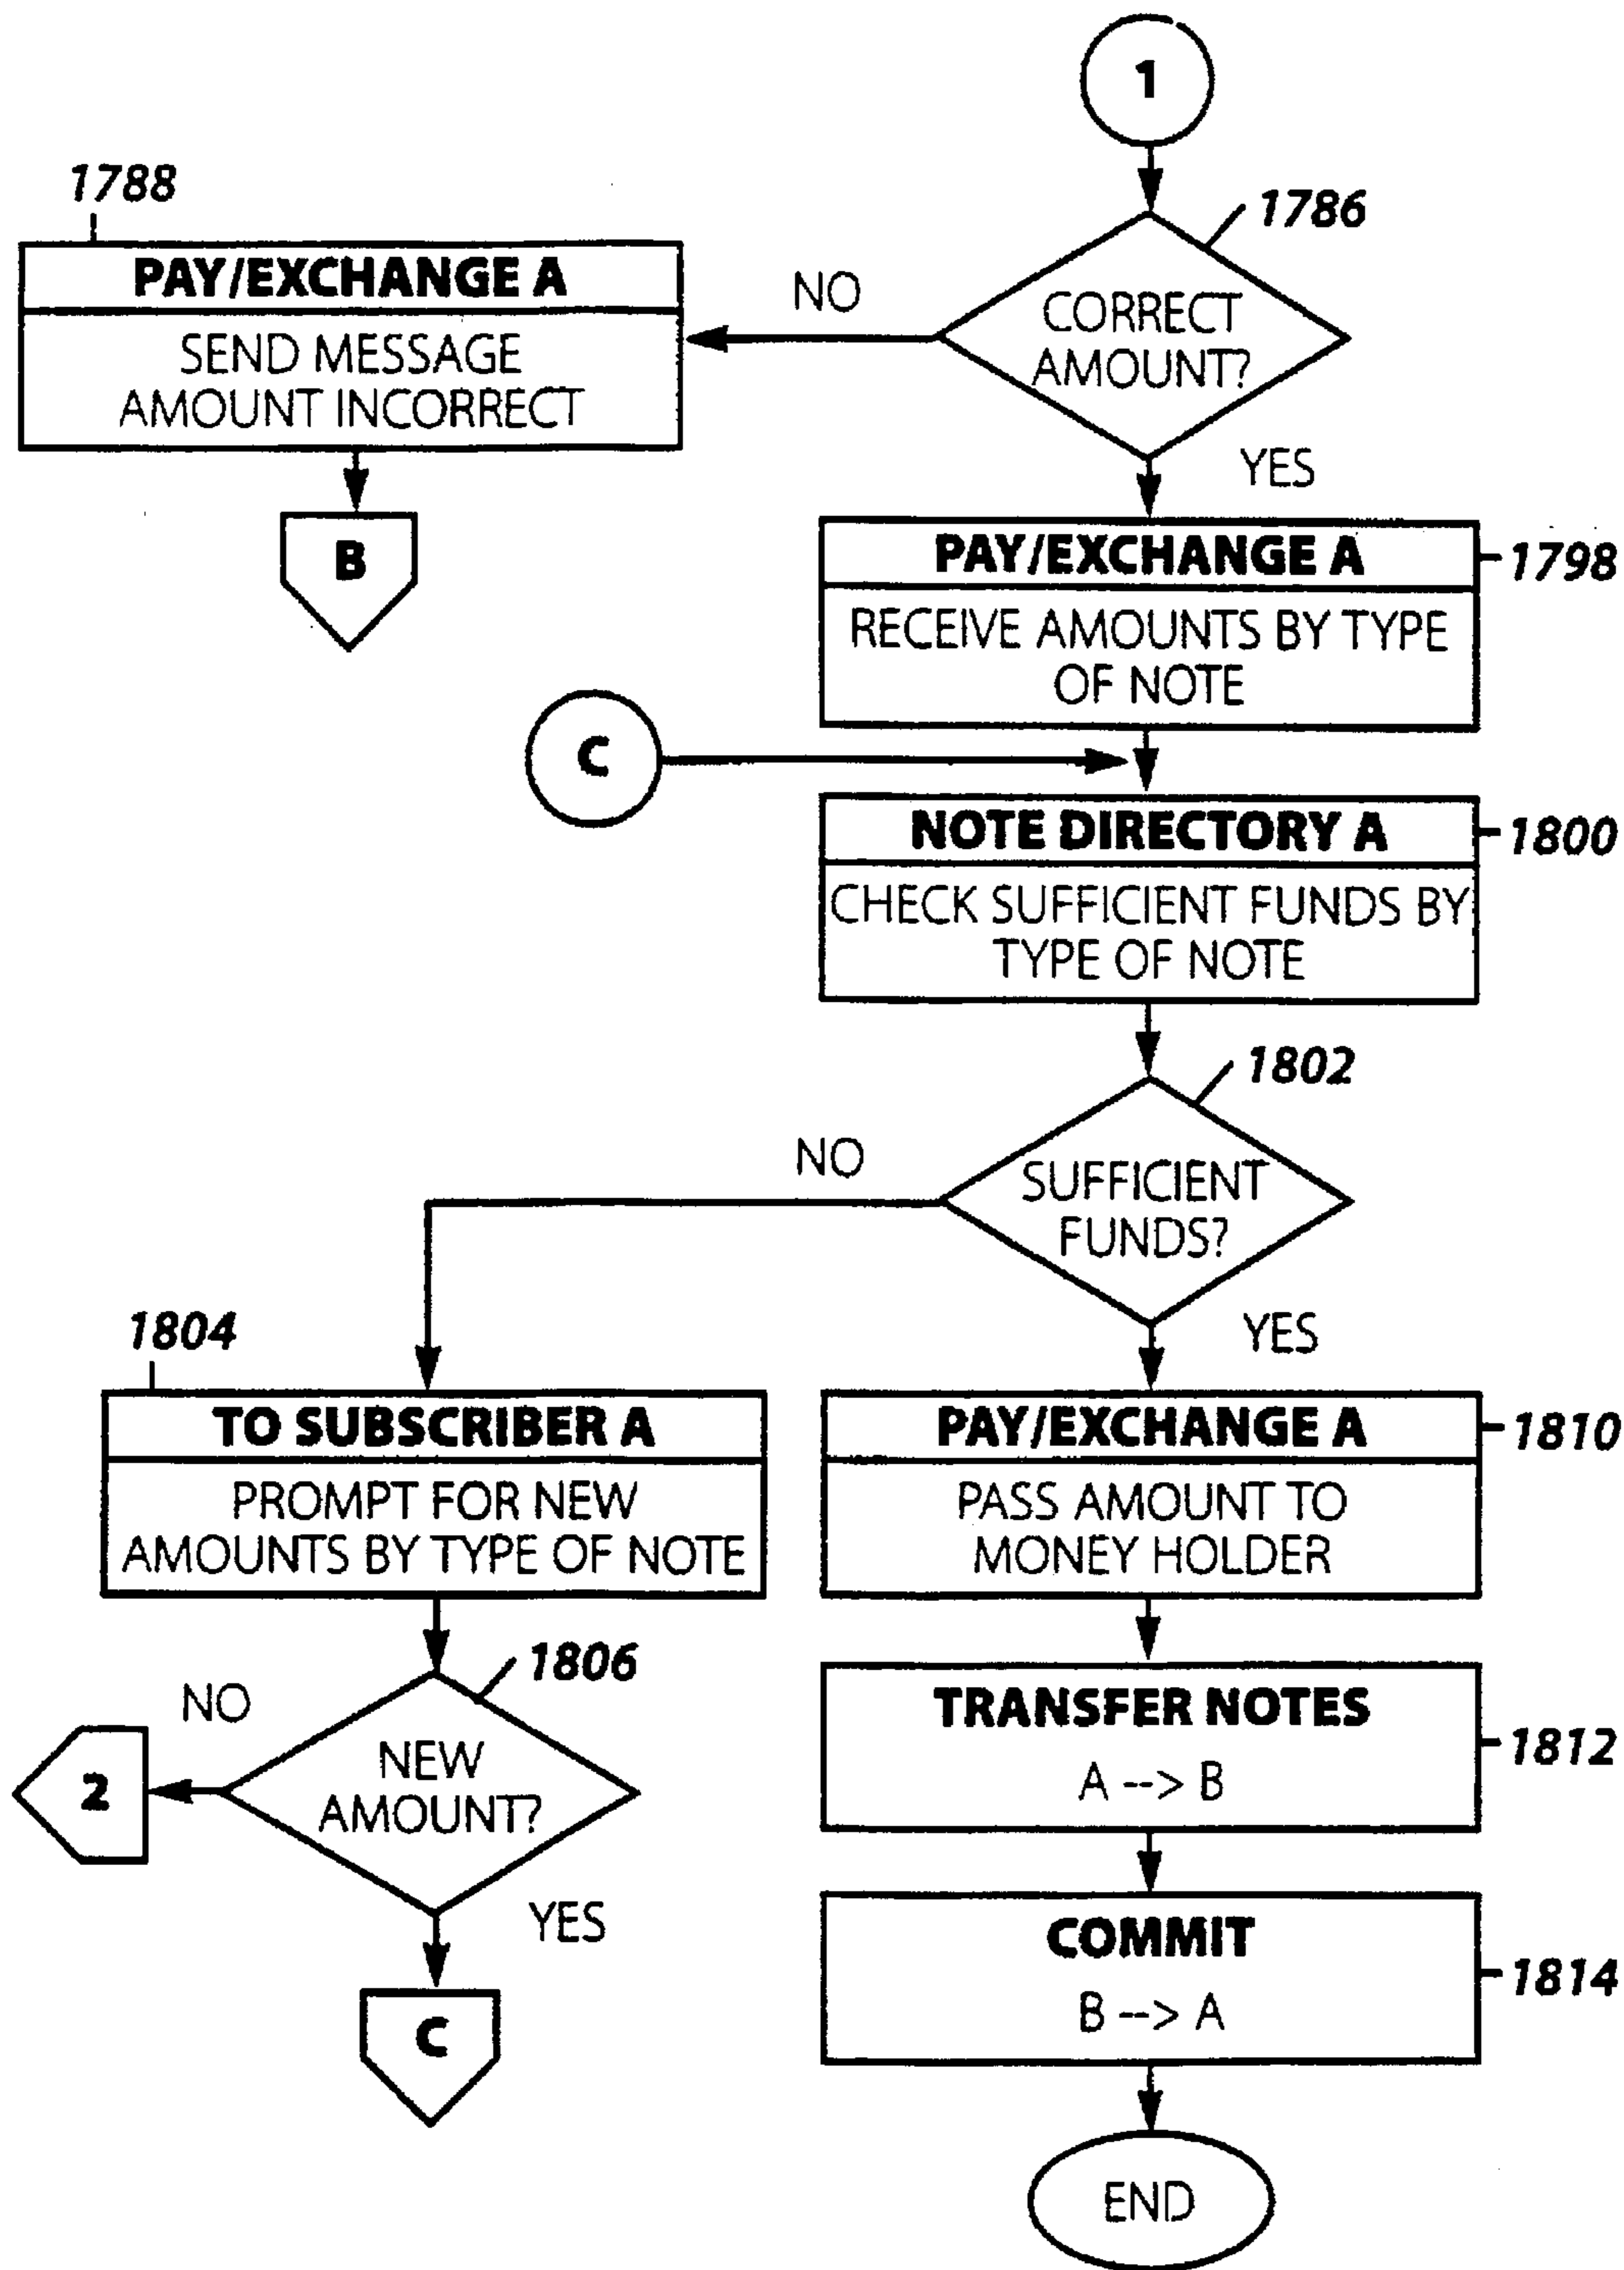 1
1786
CORRECT
AMOUNT?
NO
1788
PAY/EXCHANGE A
SEND MESSAGE
AMOUNT INCORRECT
B
YES
PAY/EXCHANGE A
1798
RECEIVE AMOUNTS BY TYPE
OF NOTE
C
NOTE DIRECTORY A
1800
CHECK SUFFICIENT FUNDS BY
TYPE OF NOTE
1802
SUFFICIENT
FUNDS?
NO
1804
TO SUBSCRIBER A
PROMPT FOR NEW
AMOUNTS BY TYPE OF NOTE
1806
NEW
AMOUNT?
NO
2
YES
C
YES
PAY/EXCHANGE A
1810
PASS AMOUNT TO
MONEY HOLDER
TRANSFER NOTES
1812
A --> B
COMMIT
1814
B --> A
END